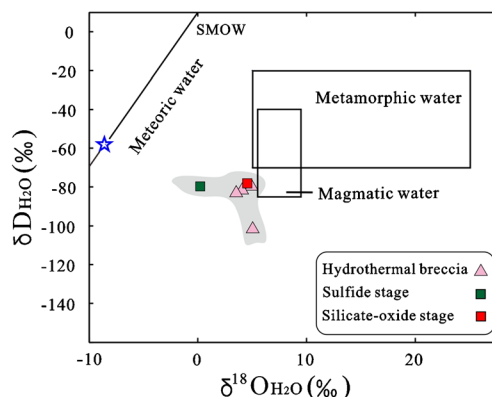 0
-20
-40
-60
-80
-100
-120
-140
-10
0
10
20
δDH2O(‰)
δ18OH2O(‰)
SMOW
Meteoric water
Metamorphic water
Magmatic water
Hydrothermal breccia
Sulfide stage
Silicate-oxide stage